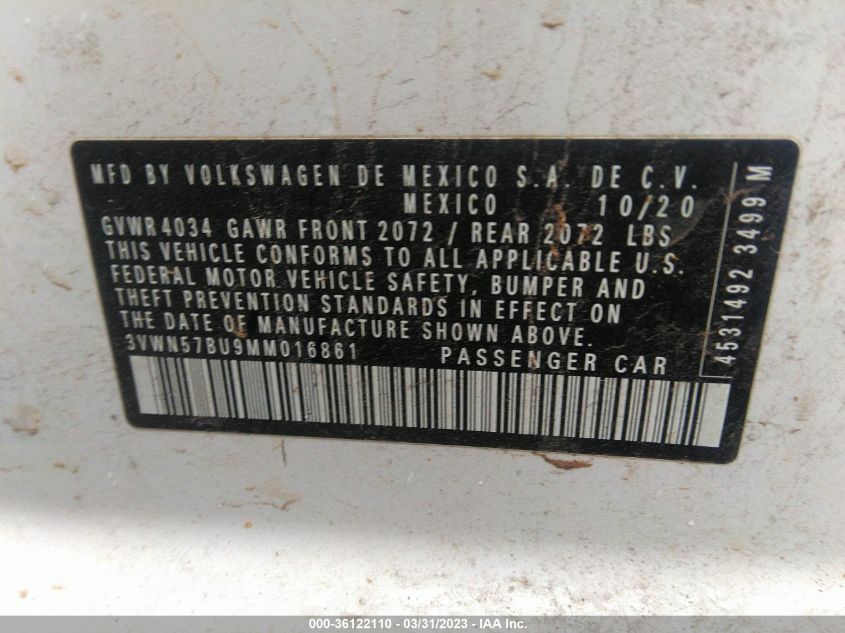 MFD BY VOLKSWAGEN DE MEXICO S.A. DE C.V.
MEXICO 10/20
GVWR 4034 GAWR FRONT 2072 / REAR 2072 LBS
THIS VEHICLE CONFORMS TO ALL APPLICABLE U.S.
FEDERAL MOTOR VEHICLE SAFETY, BUMPER AND
THEFT PREVENTION STANDARDS IN EFFECT ON
THE DATE OF MANUFACTURE SHOWN ABOVE.
3VWN57BU9MM016861 PASSENGER CAR
4531492 3499 M
000-36122110 - 03/31/2023 - IAA Inc.